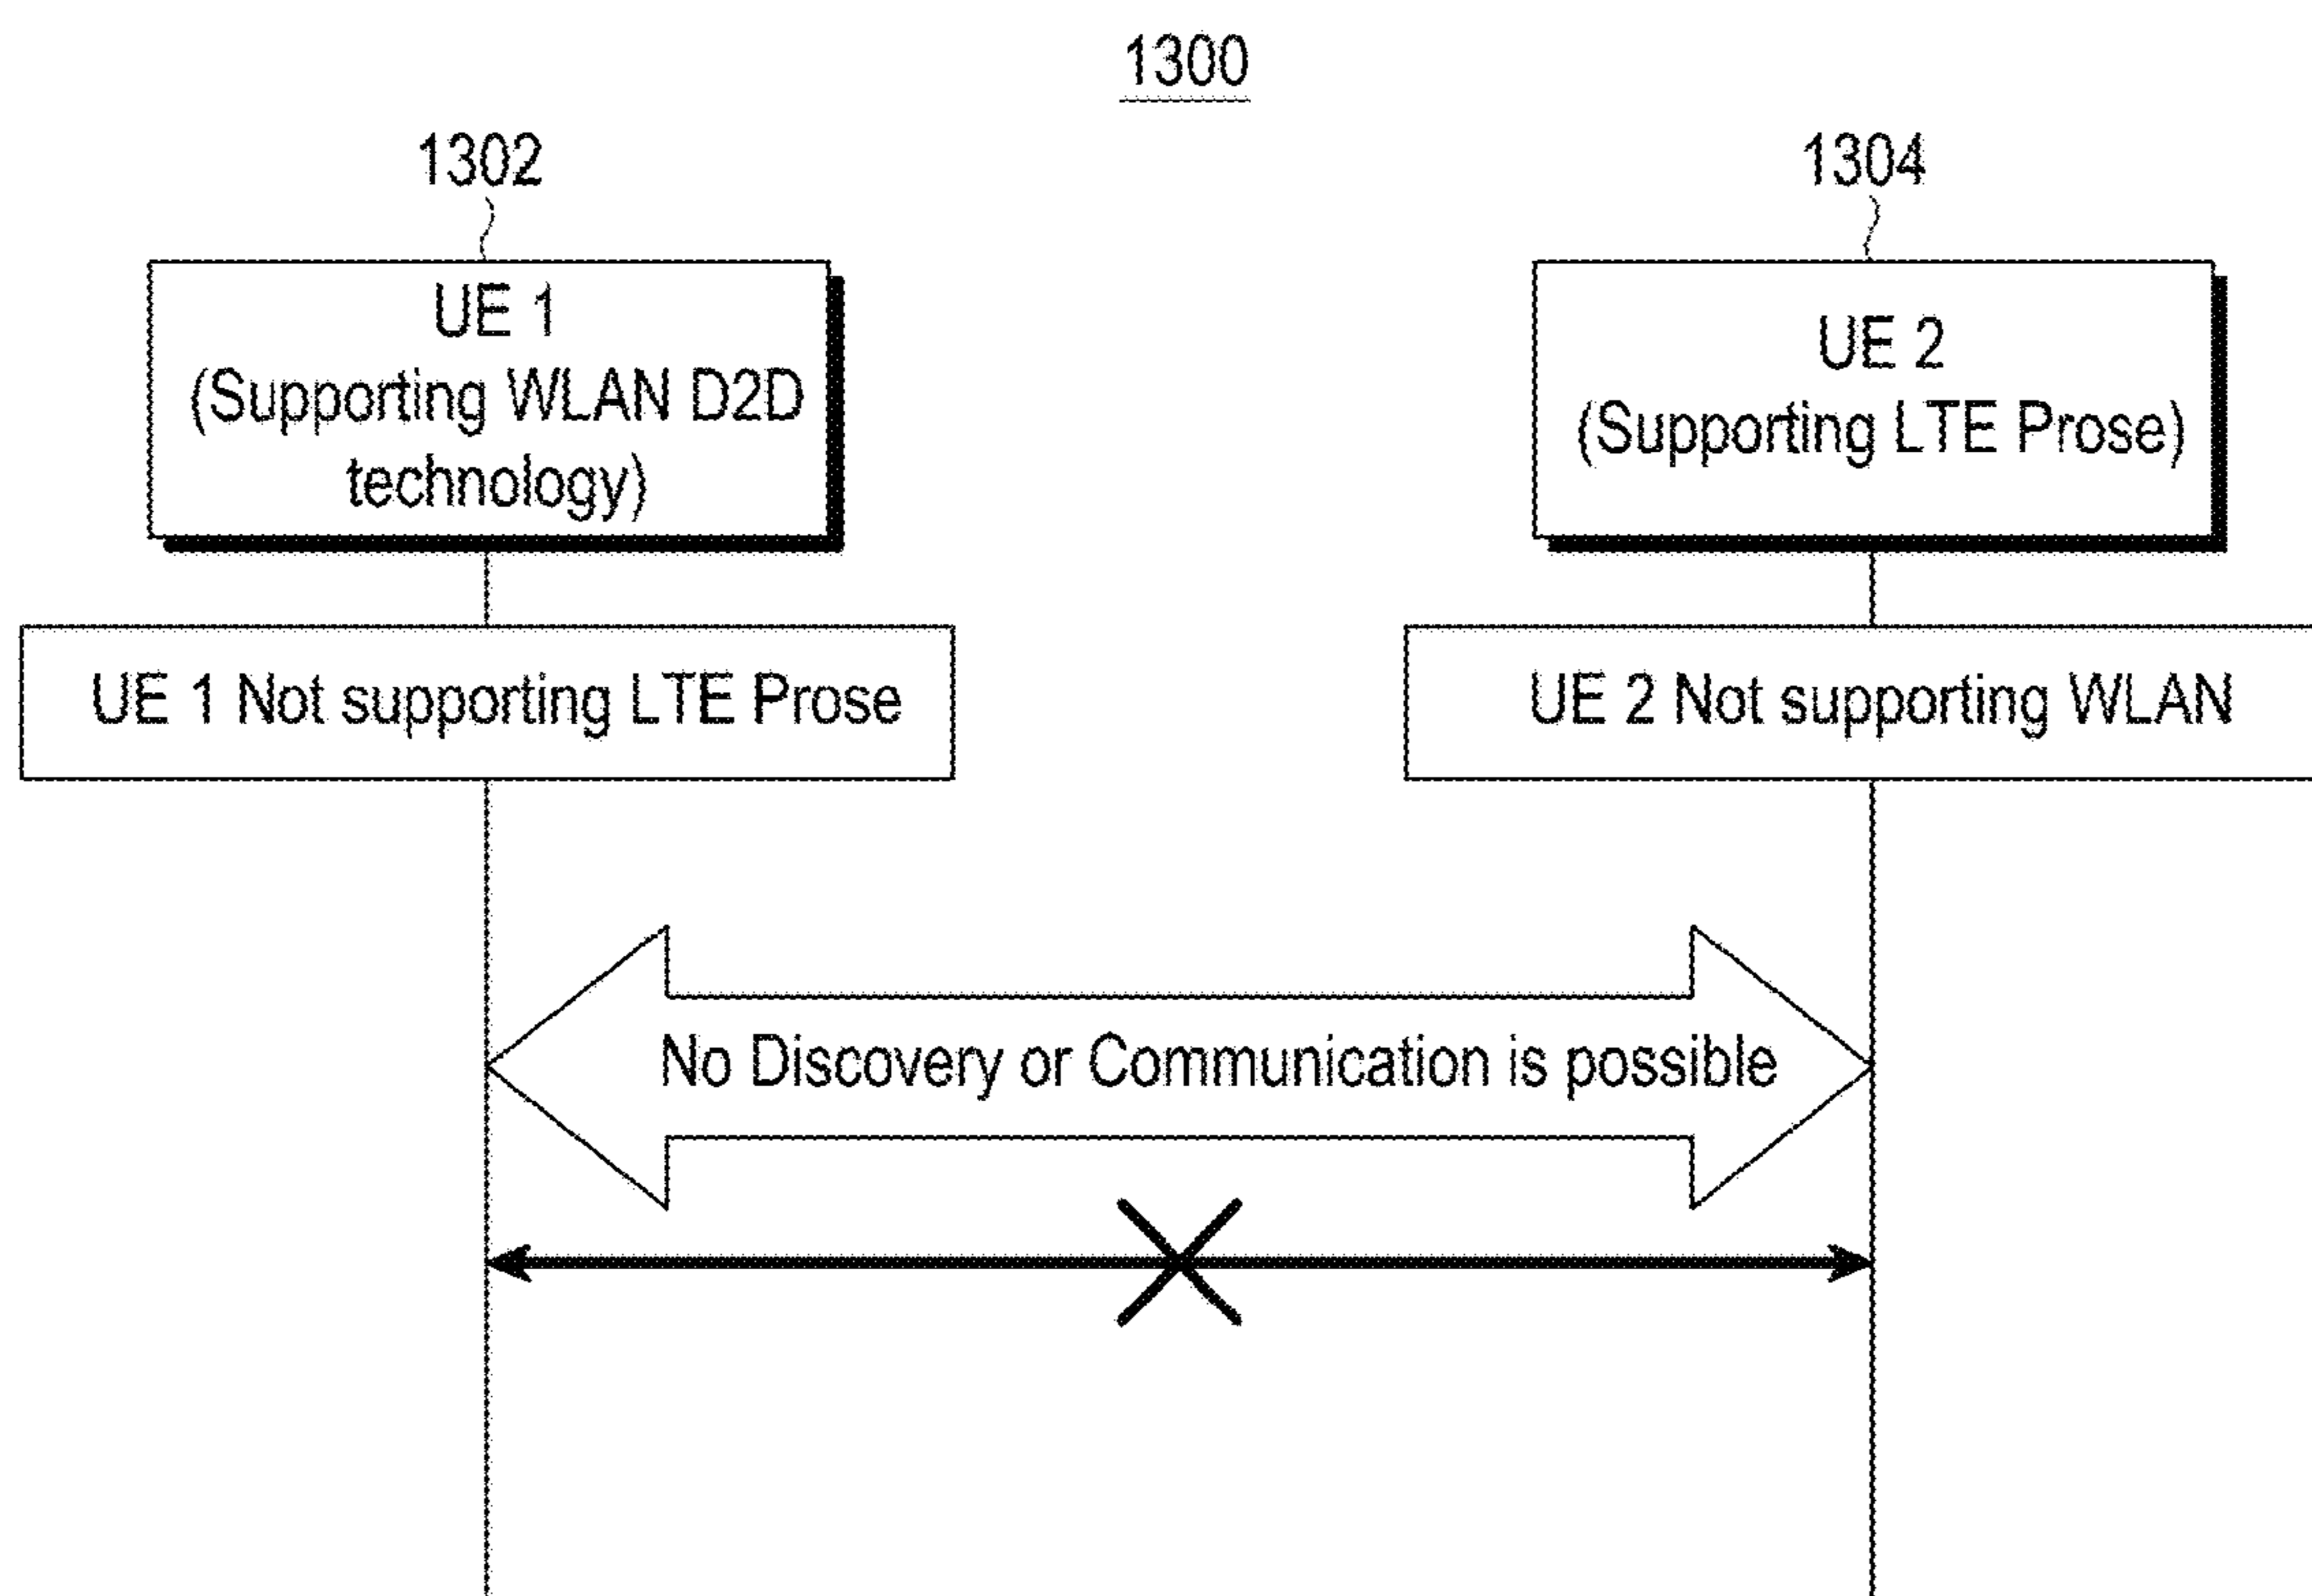 1300
1302
1304
UE 1
(Supporting WLAN D2D
technology)
UE 2
(Supporting LTE Prose)
UE 1 Not supporting LTE Prose
UE 2 Not supporting WLAN
No Discovery or Communication is possible